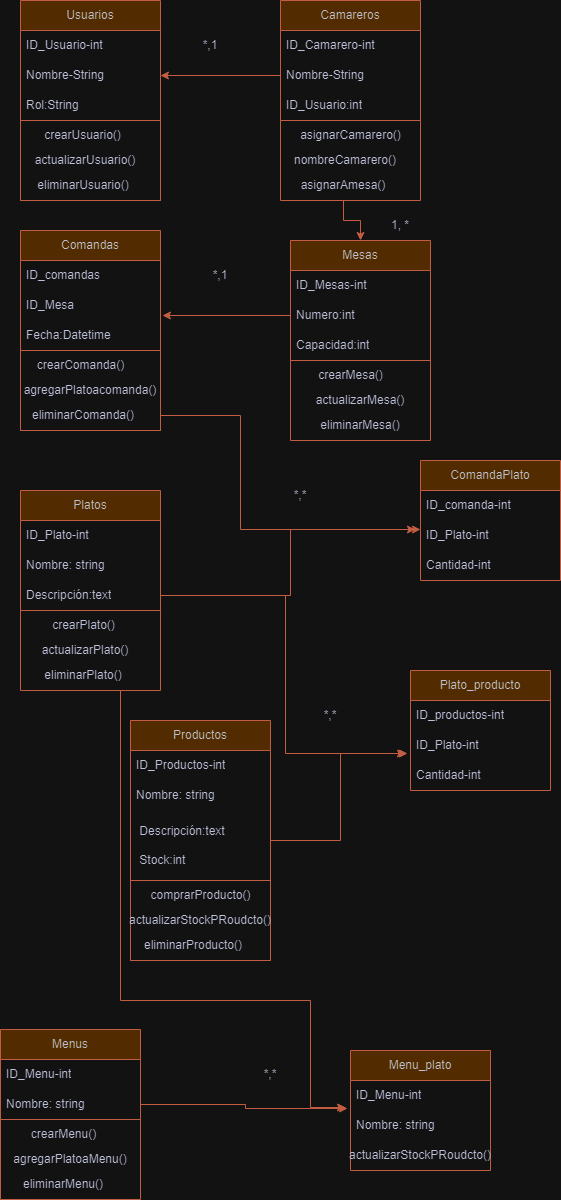 Usuarios
ID_Usuario-int
Nombre-String
Rol:String
crearUsuario()
actualizarUsuario()
eliminarUsuario()
*,1
Camareros
ID_Camarero-int
Nombre-String
ID_Usuario:int
asignarCamarero()
nombreCamarero()
asignarAmesa()
1, *
Comandas
ID_comandas
ID_Mesa
Fecha:Datetime
crearComanda()
agregarPlatoacomanda()
eliminarComanda()
*,1
Mesas
ID_Mesas-int
Numero:int
Capacidad:int
crearMesa()
actualizarMesa()
eliminarMesa()
*,*
ComandaPlato
ID_comanda-int
ID_Plato-int
Cantidad-int
Platos
ID_Plato-int
Nombre: string
Descripción:text
crearPlato()
actualizarPlato()
eliminarPlato()
*,*
Plato_producto
ID_productos-int
ID_Plato-int
Cantidad-int
Productos
ID_Productos-int
Nombre: string
Descripción:text
Stock:int
comprarProducto()
actualizarStockPRoudcto()
eliminarProducto()
Menus
ID_Menu-int
Nombre: string
crearMenu()
agregarPlatoaMenu()
eliminarMenu()
*,*
Menu_plato
ID_Menu-int
Nombre: string
actualizarStockPRoudcto()